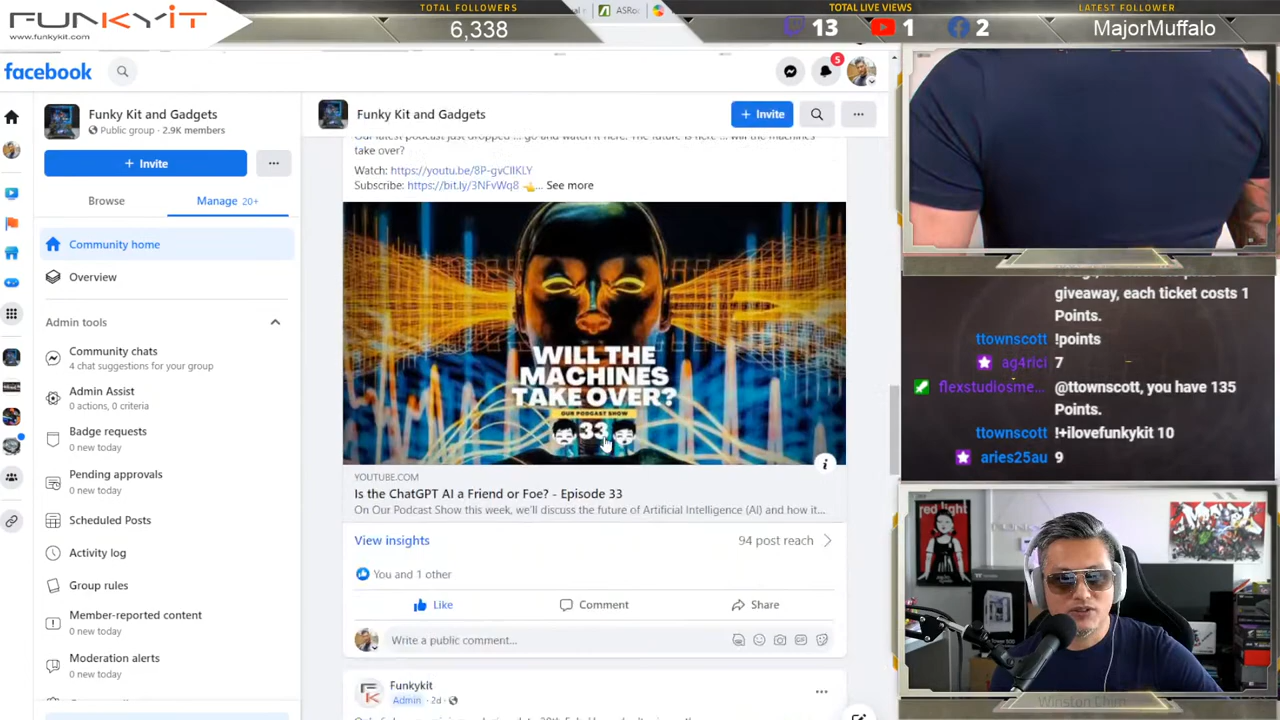 FUNKYIT
www.funkykit.com
TOTAL FOLLOWERS
6,338
ASRo
TOTAL LIVE VIEWS
13 1 2
LATEST FOLLOWER
MajorMuffalo
facebook
5
Funky Kit and Gadgets
Public group · 2.9K members
+ Invite
Browse
Manage 20+
Community home
Overview
Admin tools
Community chats
4 chat suggestions for your group
Admin Assist
0 actions, 0 criteria
Badge requests
0 new today
Pending approvals
0 new today
Scheduled Posts
Activity log
Group rules
Member-reported content
0 new today
Moderation alerts
0 new today
Funky Kit and Gadgets
+ Invite
Our latest podcast just dropped ... go and watch it here. The future is here ... will the machines
take over?
Watch: https://youtu.be/8P-gvCIlKLY
Subscribe: https://bit.ly/3NFvWq8 ... See more
WILL THE
MACHINES
TAKE OVER?
OUR PODCAST SHOW
33
YOUTUBE.COM
Is the ChatGPT AI a Friend or Foe? - Episode 33
On Our Podcast Show this week, we'll discuss the future of Artificial Intelligence (AI) and how it...
View insights
94 post reach
You and 1 other
Like
Comment
Share
Write a public comment...
Funkykit
Admin · 2d
giveaway, each ticket costs 1
Points.
ttownscott !points
ag4rici 7
flexstudiosme... @ttownscott, you have 135
Points.
ttownscott !+ilovefunkykit 10
aries25au 9
red light
Winston Chim